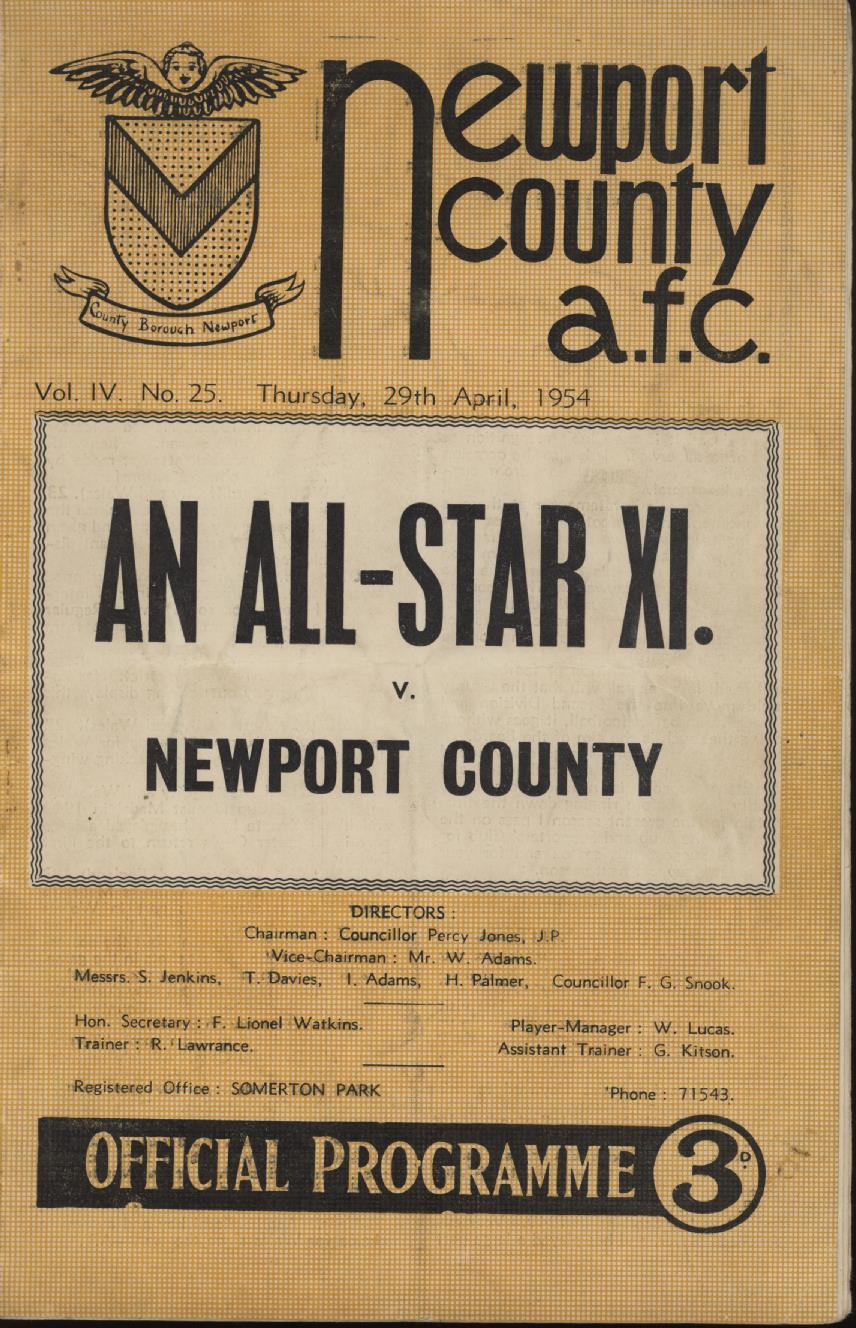 Newport
county
a.f.c.
County Borough Newport
Vol. IV. No. 25. Thursday, 29th April, 1954
AN ALL-STAR XI.
v.
NEWPORT COUNTY
DIRECTORS :
Chairman : Councillor Percy Jones, J.P.
Vice-Chairman : Mr. W. Adams.
Messrs. S. Jenkins, T. Davies, I. Adams, H. Palmer, Councillor F. G. Snook.
Hon. Secretary : F. Lionel Watkins. Player-Manager : W. Lucas.
Trainer : R. Lawrance. Assistant Trainer : G. Kitson.
Registered Office : SOMERTON PARK 'Phone : 71543.
OFFICIAL PROGRAMME 3D.